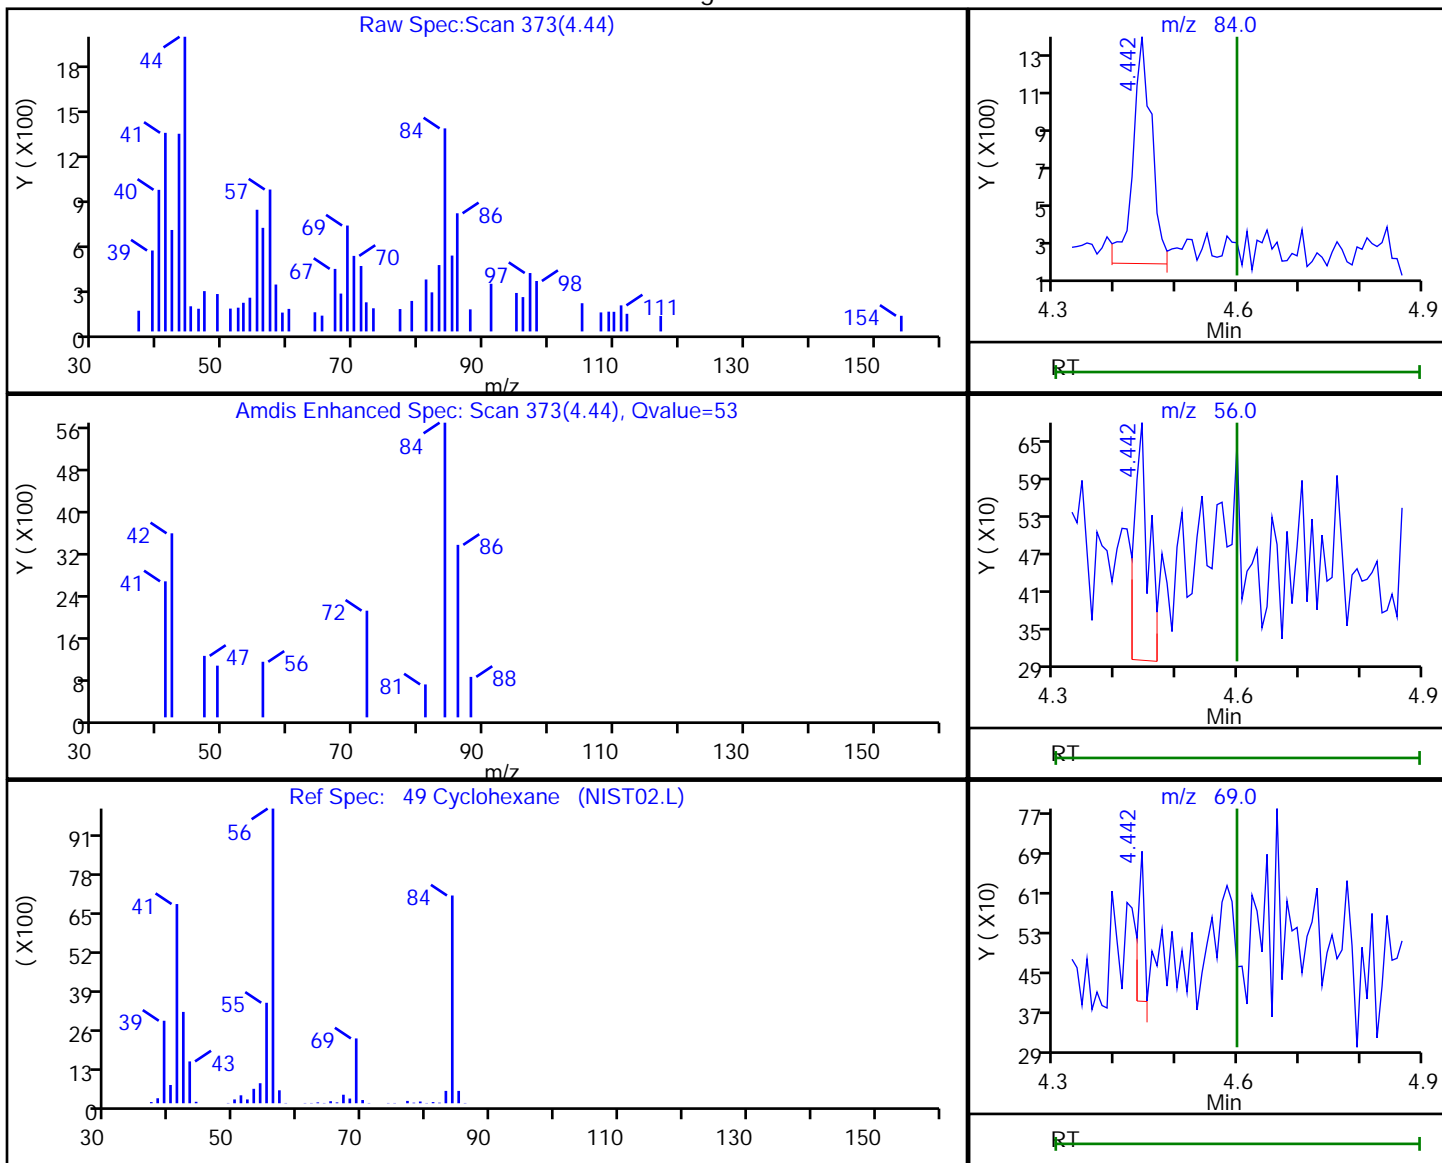 Raw Spec:Scan 373(4.44)
Y ( X100)
18
15
12
9
6
3
0
44
41
40
39
57
69
67
70
84
86
97
98
111
154
30 50 70 90 110 130 150
m/z
m/z 84.0
Y ( X100)
13
11
9
7
5
3
1
4.442
4.3 4.6 4.9
Min
RT
Amdis Enhanced Spec: Scan 373(4.44), Qvalue=53
Y ( X100)
56
48
40
32
24
16
8
0
84
42
41
86
72
47
56
81
88
30 50 70 90 110 130 150
m/z
m/z 56.0
Y ( X10)
65
59
53
47
41
35
29
4.442
4.3 4.6 4.9
Min
RT
Ref Spec: 49 Cyclohexane (NIST02.L)
( X100)
91
78
65
52
39
26
13
0
56
41
84
55
39
69
43
30 50 70 90 110 130 150
m/z 69.0
Y ( X10)
77
69
61
53
45
37
29
4.442
4.3 4.6 4.9
Min
RT